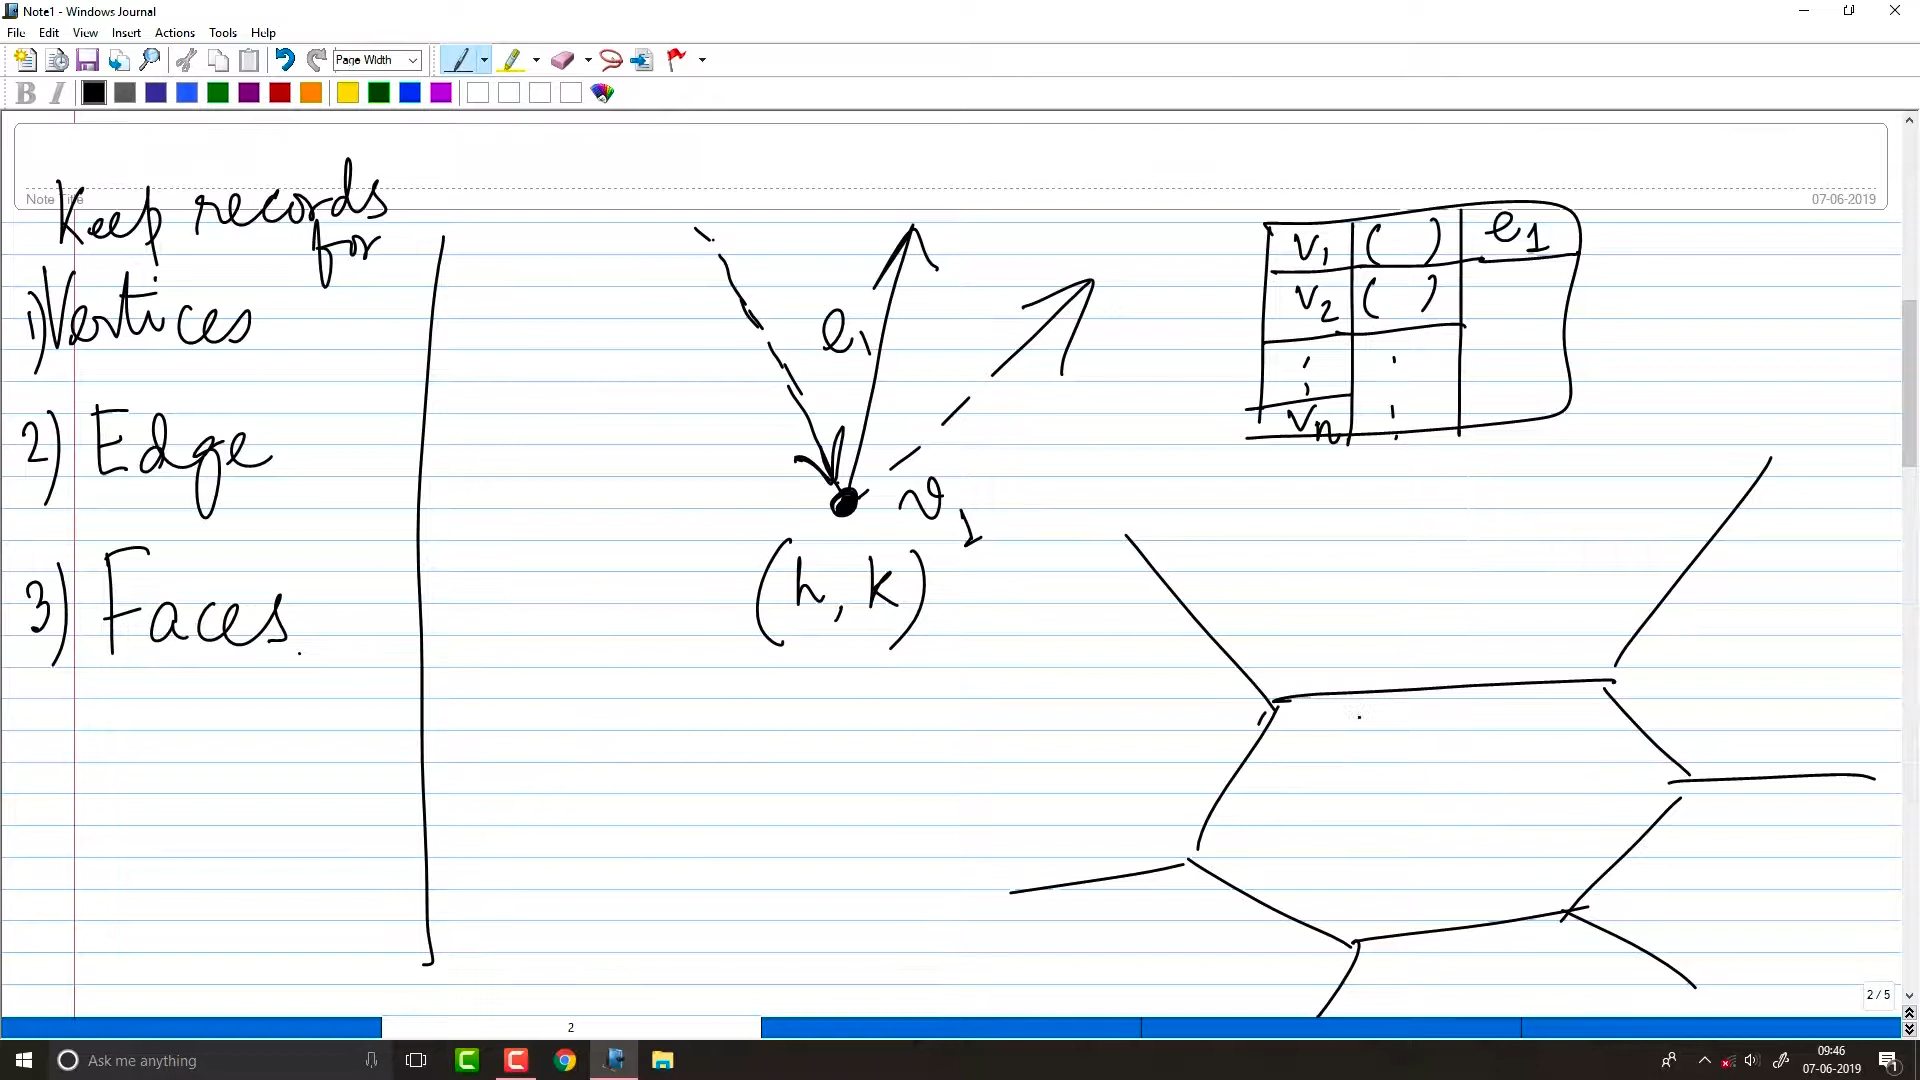 Note1 - Windows Journal
File Edit View Insert Actions Tools Help
Page Width
B I
Note Title
07-06-2019
Keep records
for
1) Vertices
2) Edge
3) Faces.
e1
v1
(h, k)
v1 ( ) e1
v2 ( )
vn
2 / 5
2
Ask me anything
09:46
07-06-2019
1